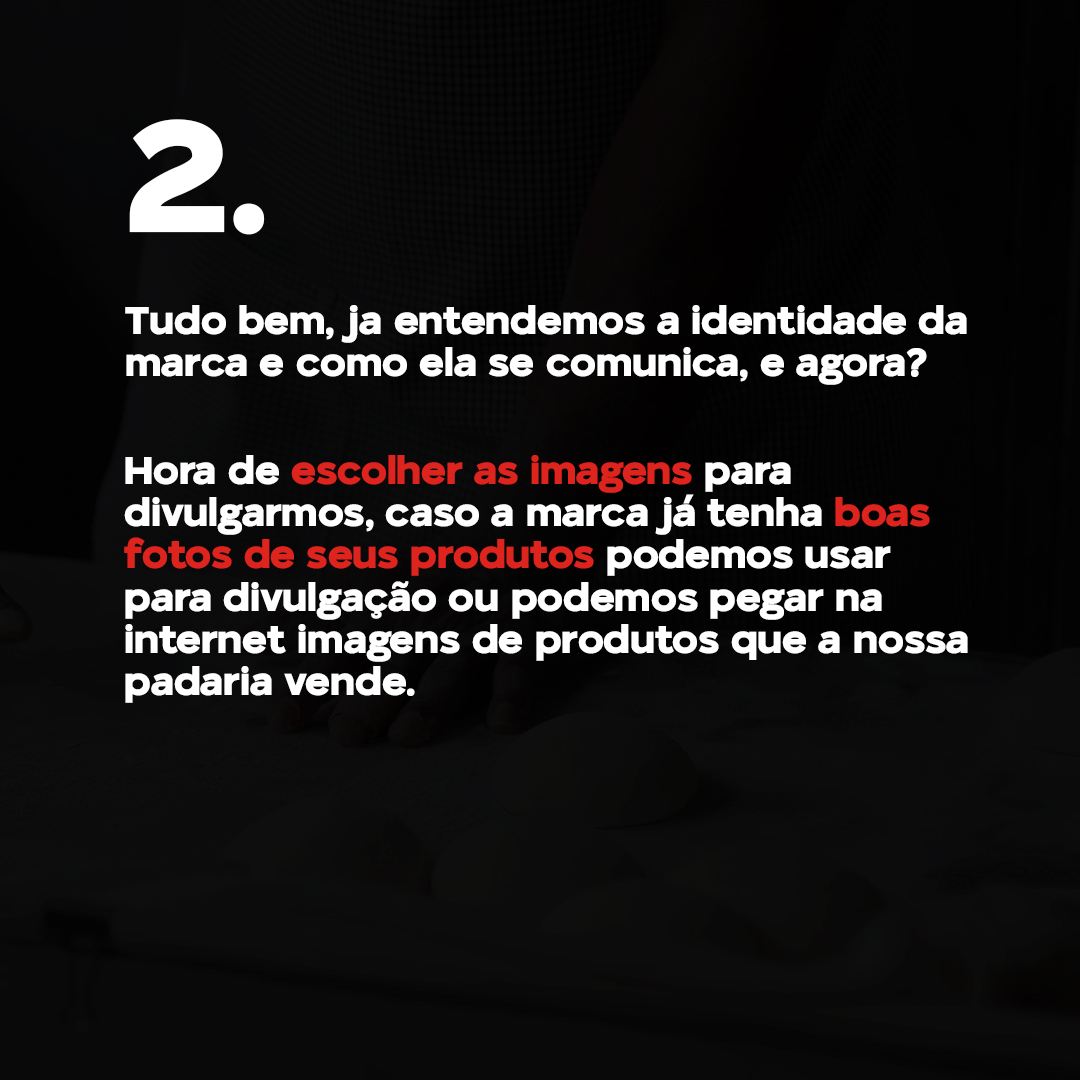 2.
Tudo bem, ja entendemos a identidade da
marca e como ela se comunica, e agora?
Hora de escolher as imagens para
divulgarmos, caso a marca já tenha boas
fotos de seus produtos podemos usar
para divulgação ou podemos pegar na
internet imagens de produtos que a nossa
padaria vende.